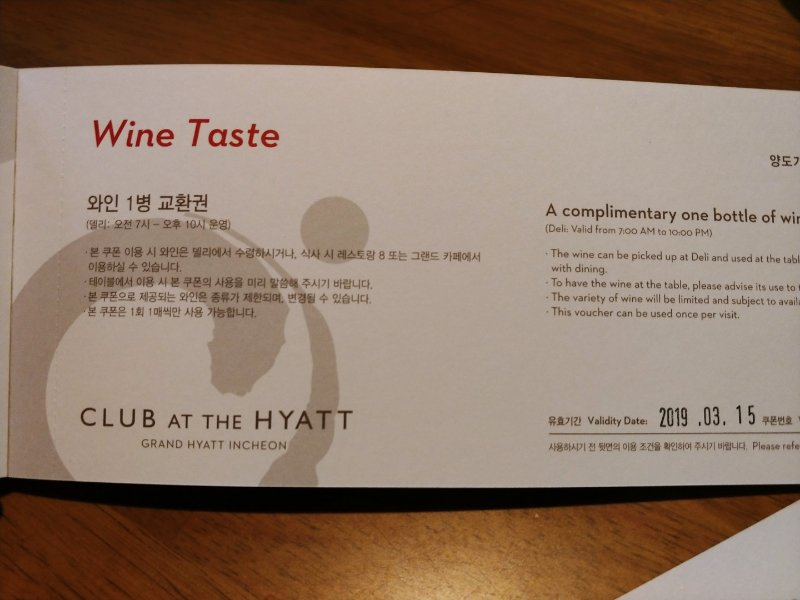 Wine Taste
양도가
와인 1병 교환권
(델리: 오전 7시 – 오후 10시 운영)
· 본 쿠폰 이용 시 와인은 델리에서 수령하시거나, 식사 시 레스토랑 8 또는 그랜드 카페에서
이용하실 수 있습니다.
· 테이블에서 이용 시 본 쿠폰의 사용을 미리 말씀해 주시기 바랍니다.
· 본 쿠폰으로 제공되는 와인은 종류가 제한되며, 변경될 수 있습니다.
· 본 쿠폰은 1회 1매씩만 사용 가능합니다.
CLUB AT THE HYATT
GRAND HYATT INCHEON
A complimentary one bottle of win
(Deli: Valid from 7:00 AM to 10:00 PM)
· The wine can be picked up at Deli and used at the tabl
with dining.
· To have the wine at the table, please advise its use to t
· The variety of wine will be limited and subject to availa
· This voucher can be used once per visit.
유효기간 Validity Date: 2019 .03. 15 쿠폰번호
사용하시기 전 뒷면의 이용 조건을 확인하여 주시기 바랍니다. Please refe